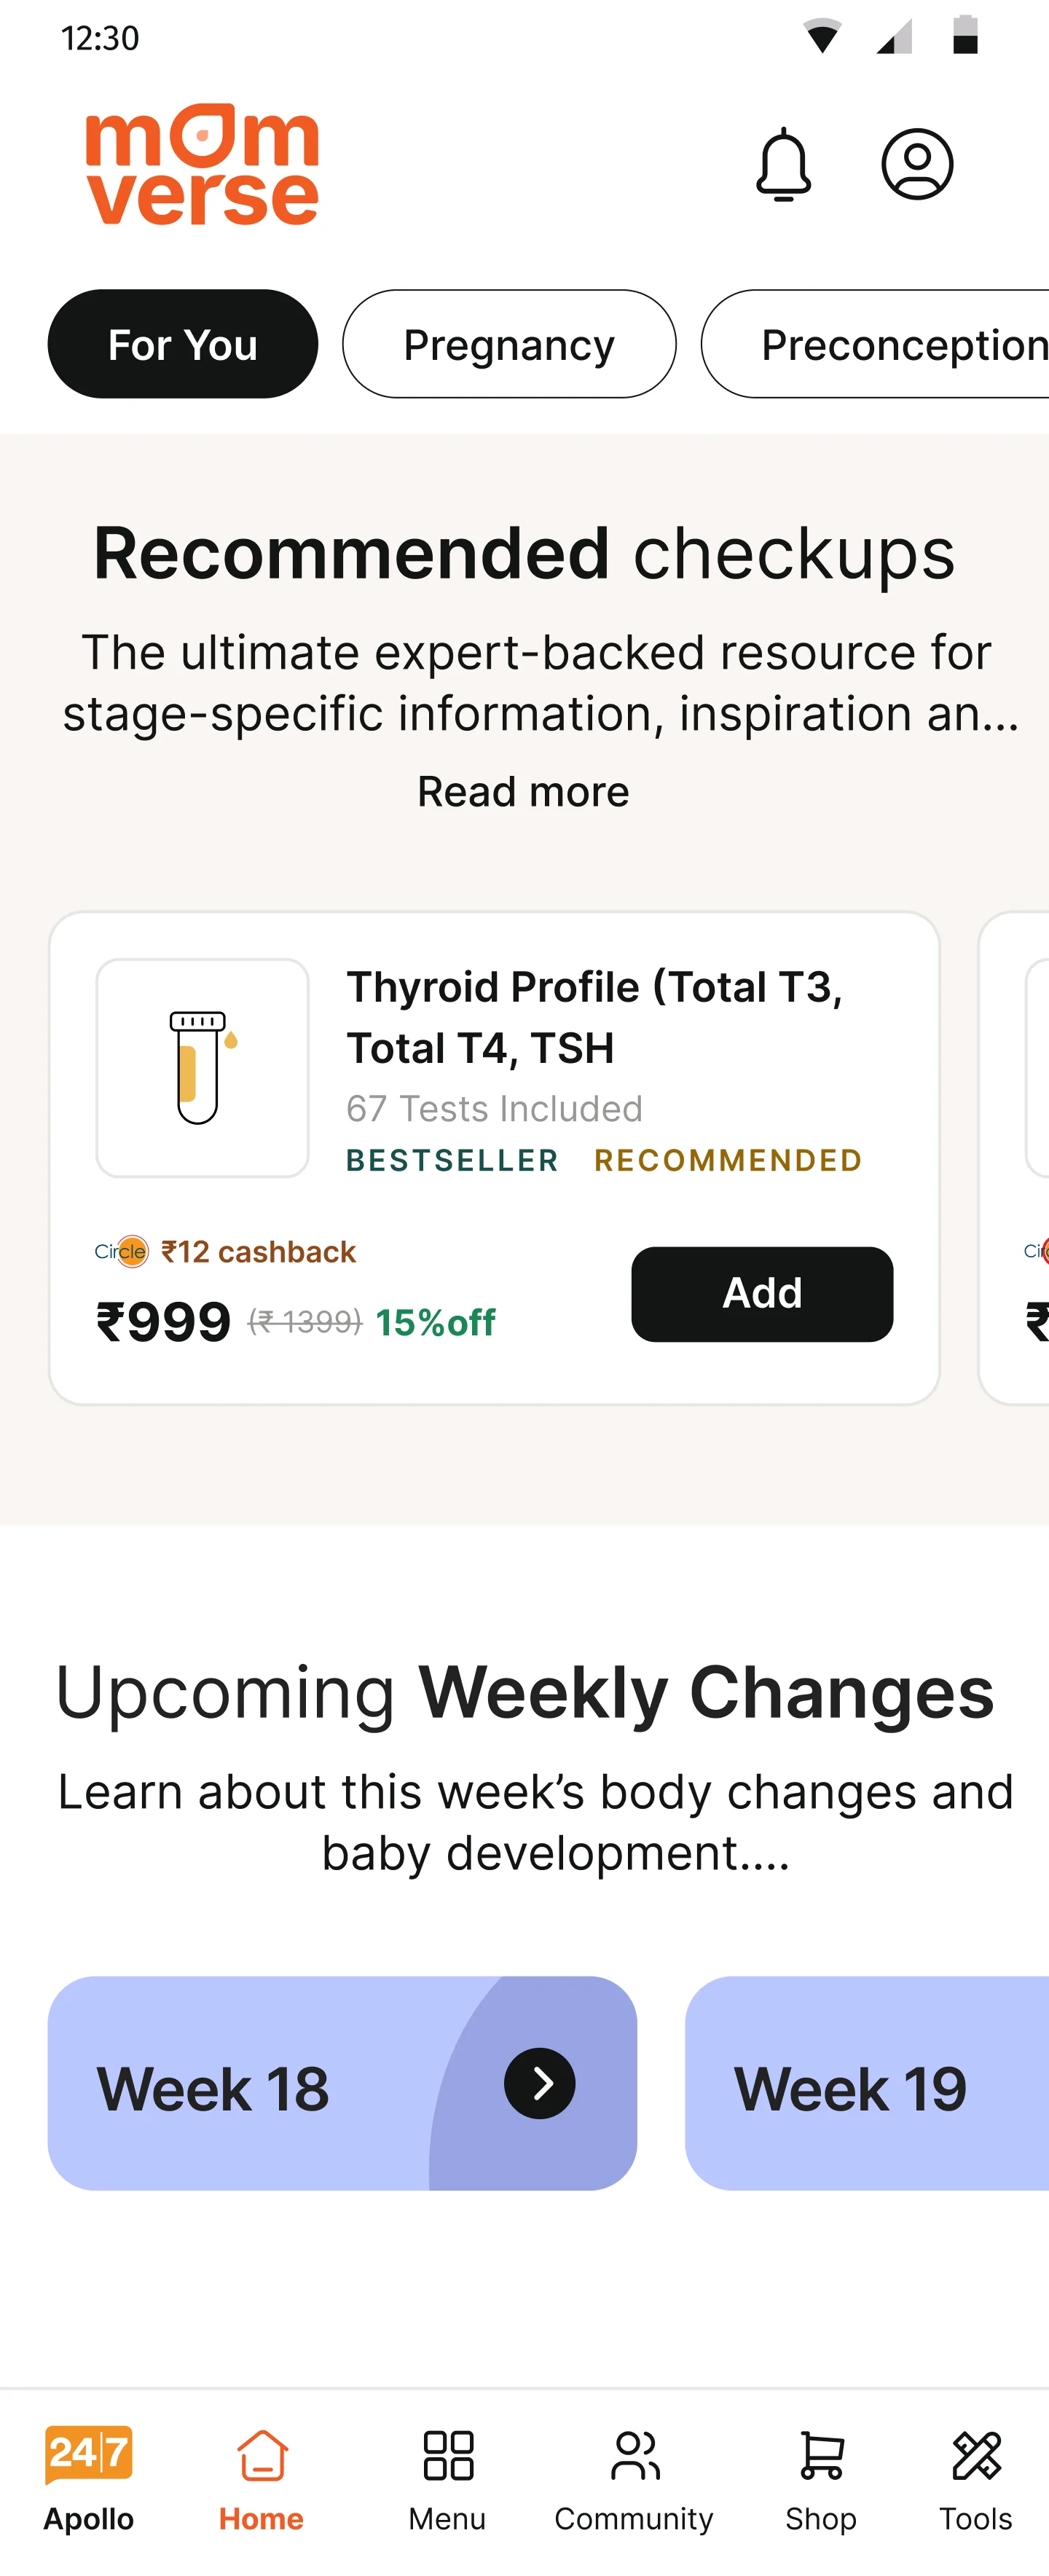 12:30
mom
verse
For You
Pregnancy
Preconception
Recommended checkups
The ultimate expert-backed resource for
stage-specific information, inspiration an...
Read more
Thyroid Profile (Total T3,
Total T4, TSH
67 Tests Included
BESTSELLER RECOMMENDED
Circle ₹12 cashback
₹999 (₹ 1399) 15%off
Add
₹
Upcoming Weekly Changes
Learn about this week’s body changes and
baby development....
Week 18
Week 19
24|7
Apollo
Home
Menu
Community
Shop
Tools